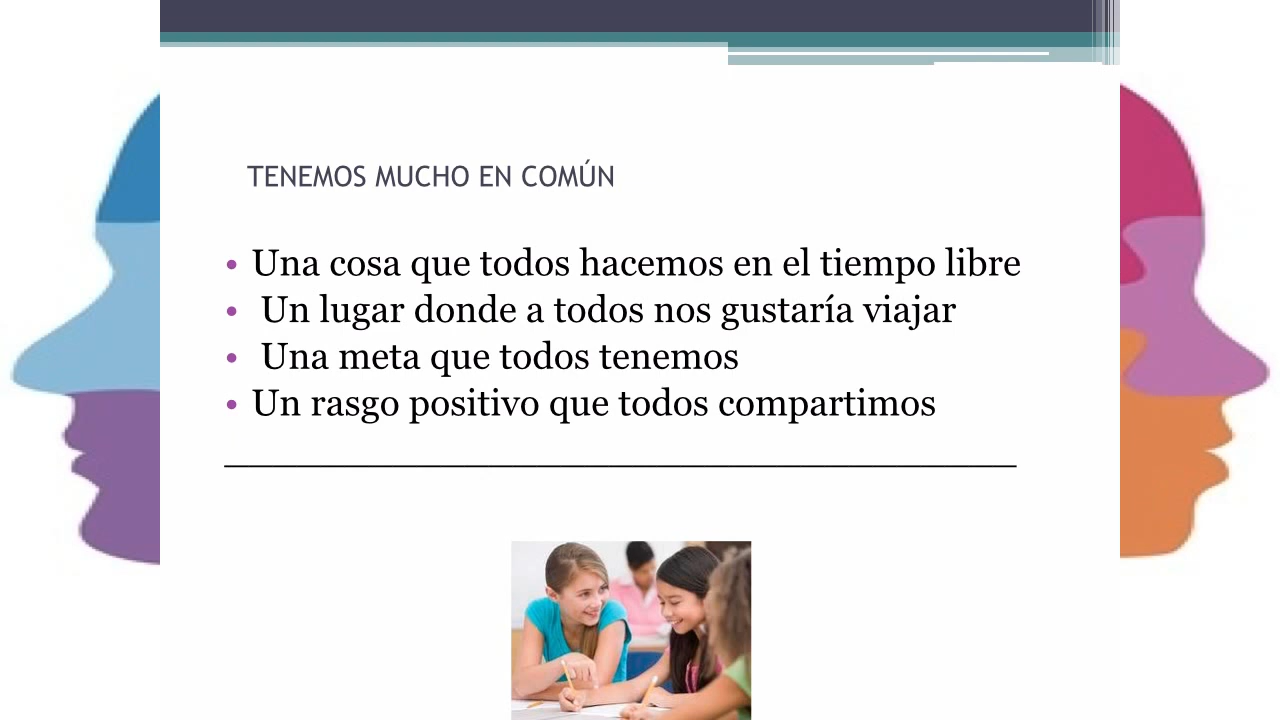 TENEMOS MUCHO EN COMÚN
• Una cosa que todos hacemos en el tiempo libre
• Un lugar donde a todos nos gustaría viajar
• Una meta que todos tenemos
• Un rasgo positivo que todos compartimos